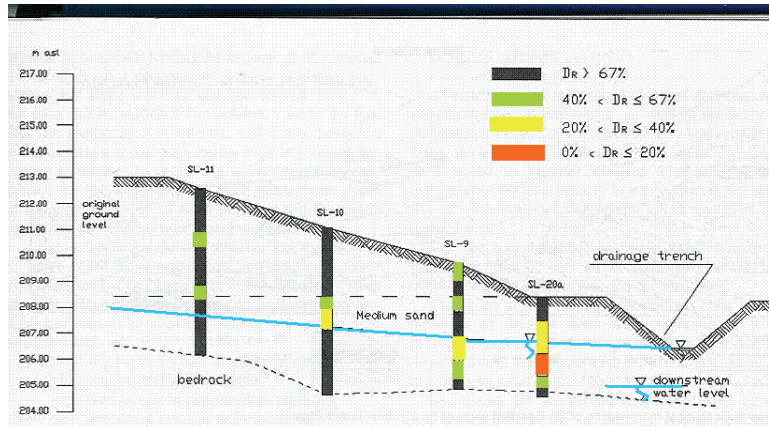 m asl
217.00
216.00
215.00
214.00
213.00
212.00
211.00
210.00
209.00
208.00
207.00
206.00
205.00
204.00
DR > 67%
40% < DR ≤ 67%
20% < DR ≤ 40%
0% < DR ≤ 20%
SL-11
original
ground
level
SL-10
SL-9
drainage trench
SL-20a
Medium sand
bedrock
downstream
water level